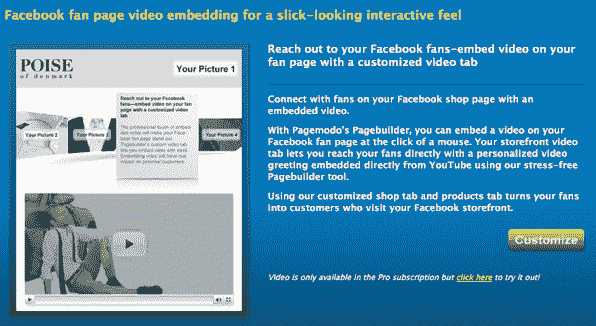 Facebook fan page video embedding for a slick-looking interactive feel
POISE
of denmark
Your Picture 1
Reach out to your Facebook
fans—embed video on your
fan page with a customized video
tab
The professional touch of embed
Your Picture 2
Your Picture 4
Reach out to your Facebook fans-embed video on your
fan page with a customized video tab
Connect with fans on your Facebook shop page with an
embedded video.
With Pagemodo's Pagebuilder, you can embed a video on your
Facebook fan page at the click of a mouse. Your storefront video
tab lets you reach your fans directly with a personalized video
greeting embedded directly from YouTube using our stress-free
Pagebuilder tool.
Using our customized shop tab and products tab turns your fans
into customers who visit your Facebook storefront.
Customize
Video is only available in the Pro subscription but click here to try it out!